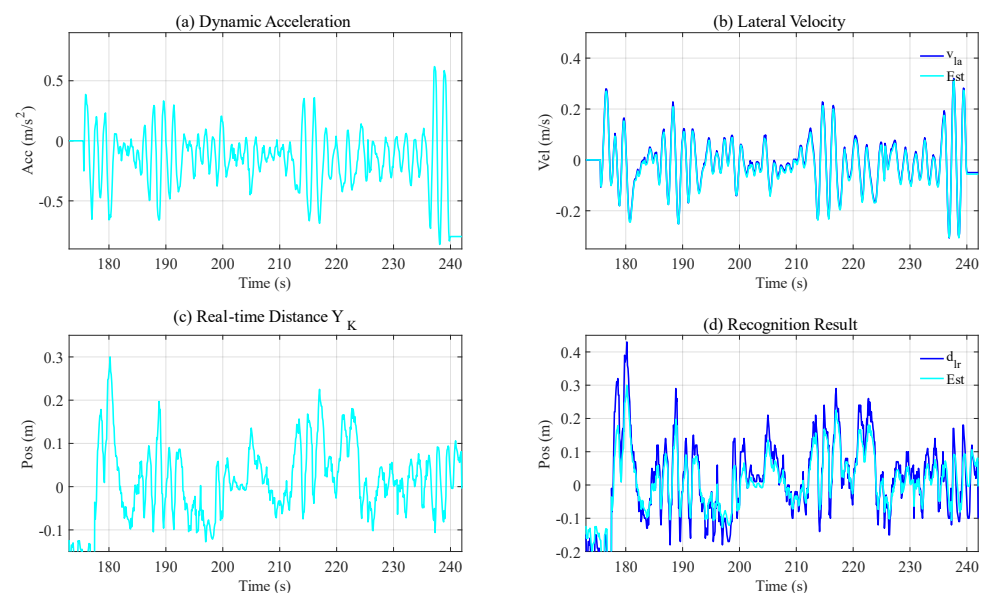 (a) Dynamic Acceleration
Acc (m/s²)
0.5
0
-0.5
180 190 200 210 220 230 240
Time (s)
(b) Lateral Velocity
Vel (m/s)
0.4
0.2
0
-0.2
v_la
Est
180 190 200 210 220 230 240
Time (s)
(c) Real-time Distance Y_K
Pos (m)
0.3
0.2
0.1
0
-0.1
180 190 200 210 220 230 240
Time (s)
(d) Recognition Result
Pos (m)
0.4
0.3
0.2
0.1
0
-0.1
-0.2
d_lr
Est
180 190 200 210 220 230 240
Time (s)